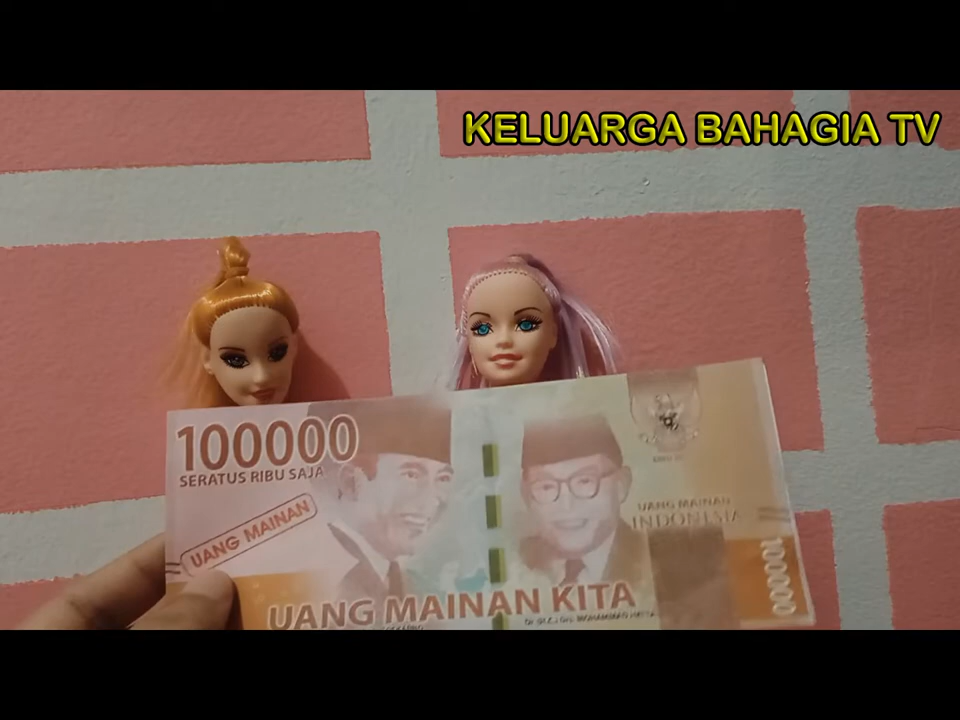 KELUARGA BAHAGIA TV
100000
SERATUS RIBU SAJA
UANG MAINAN
UANG MAINAN
INDONESIA
100000
UANG MAINAN KITA